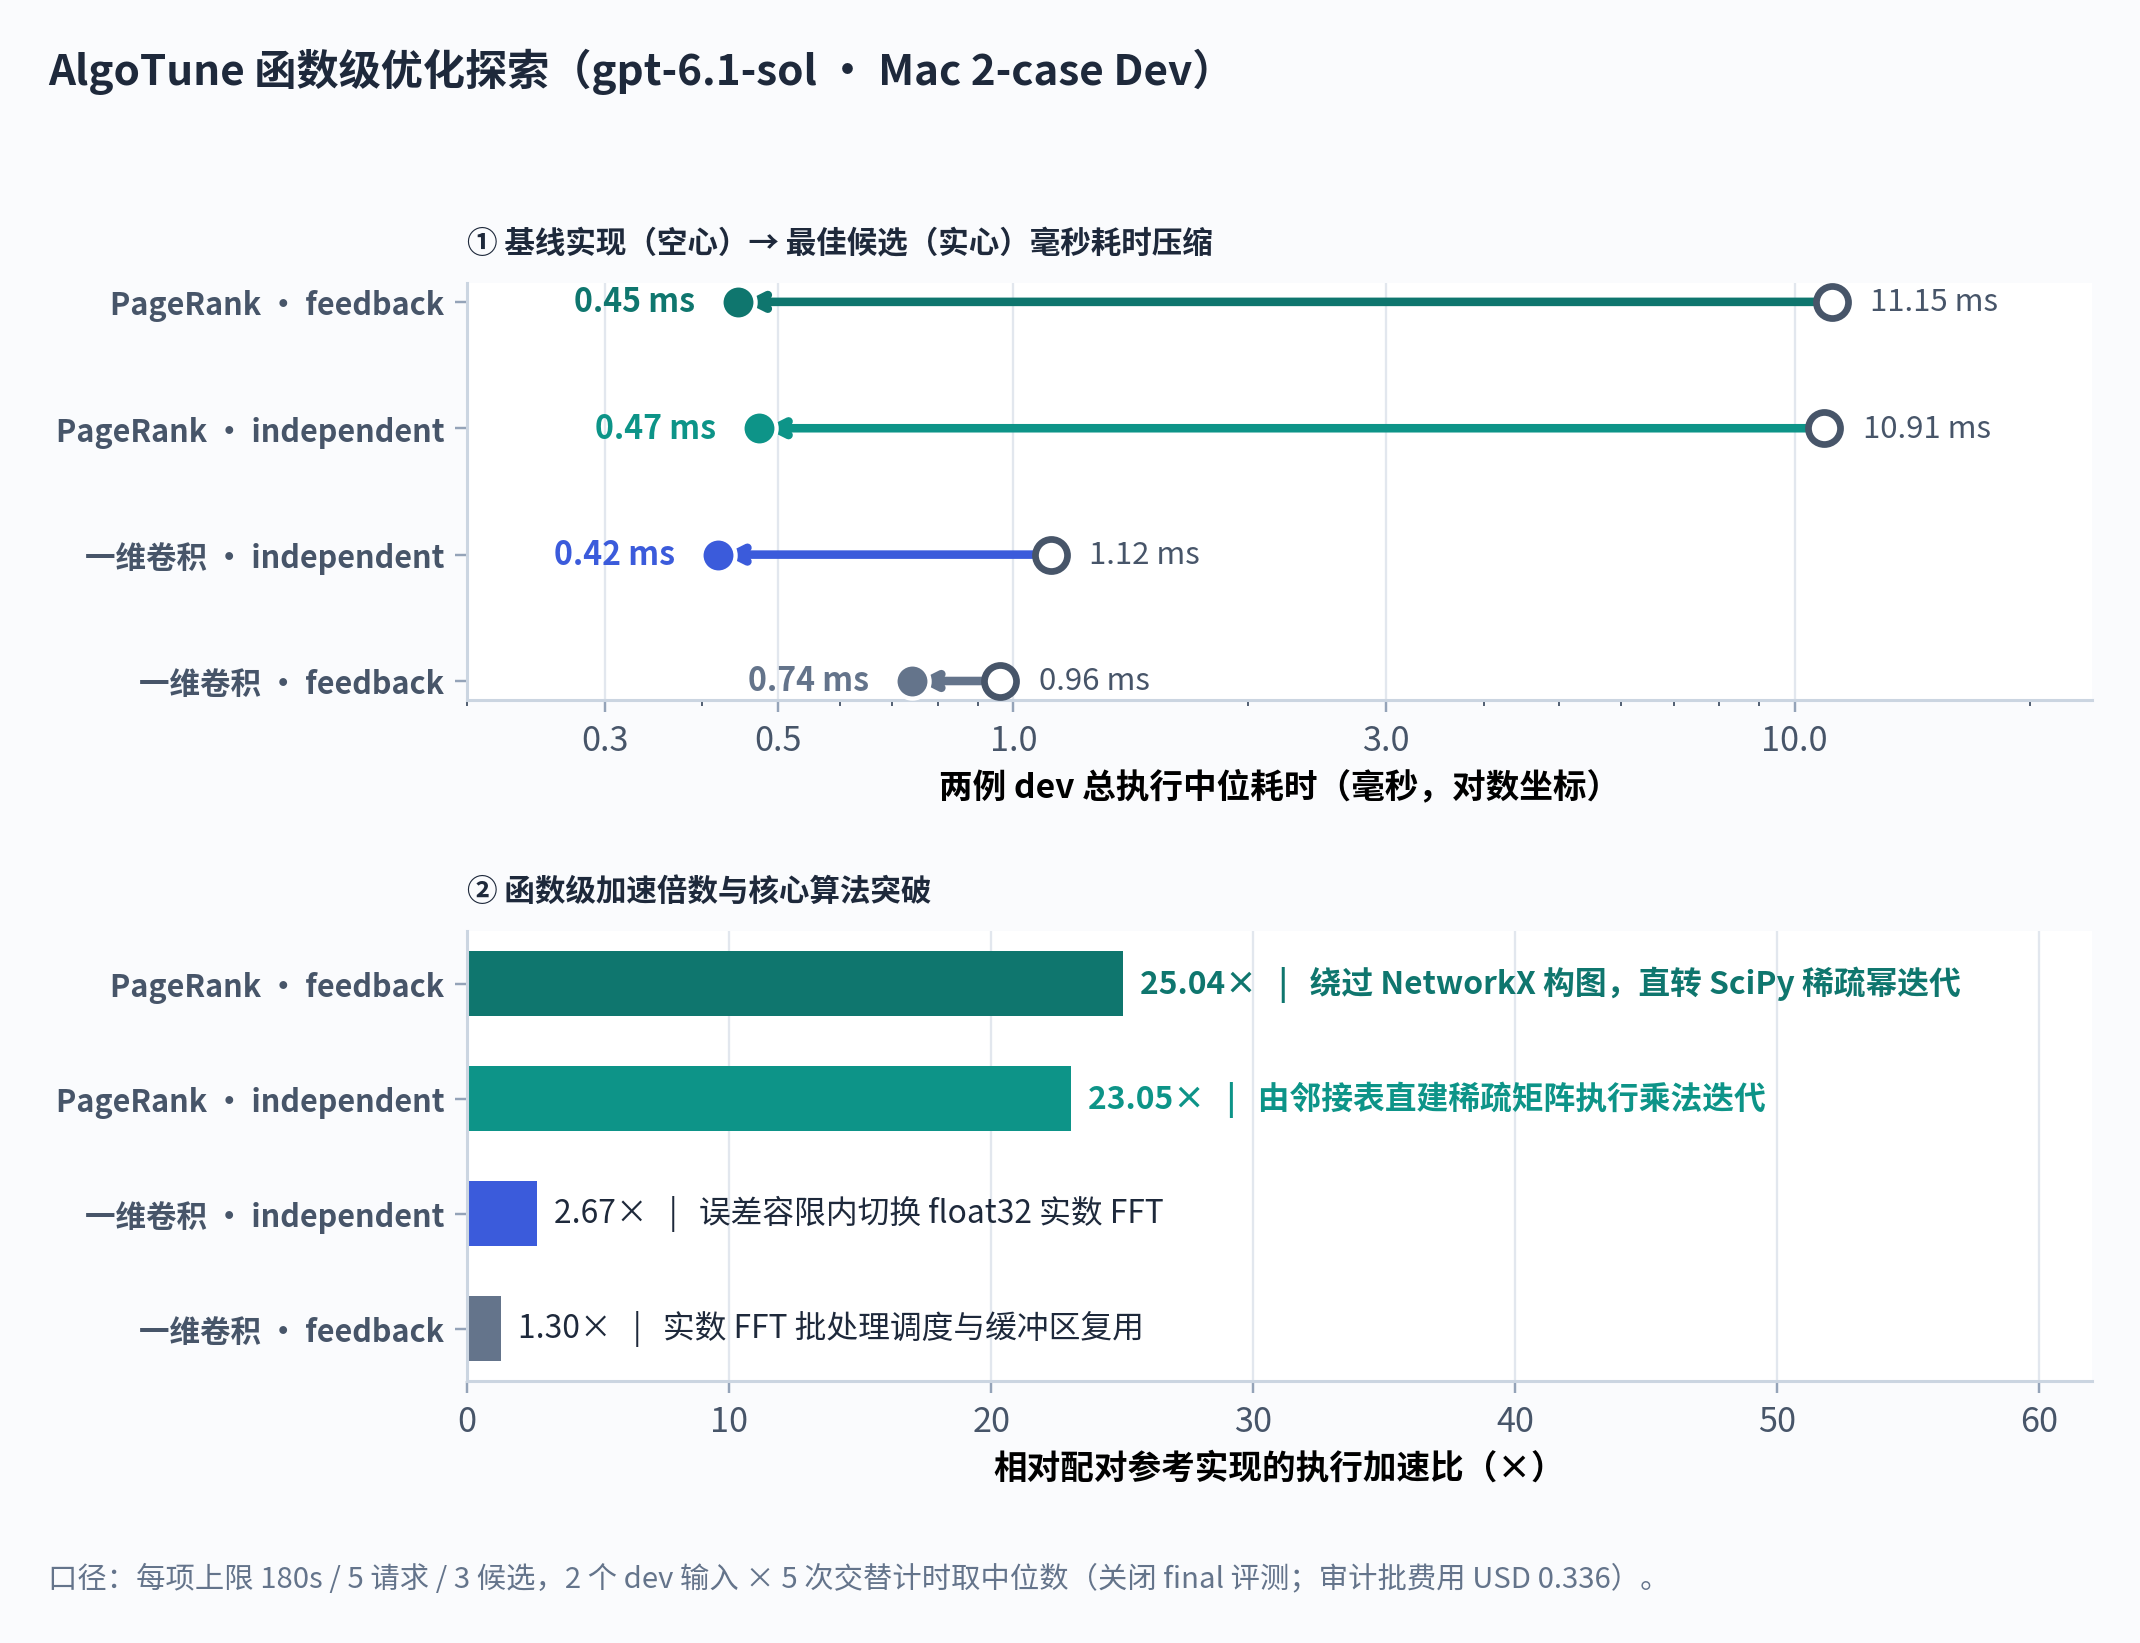 AlgoTune 函数级优化探索（gpt-6.1-sol · Mac 2-case Dev）
① 基线实现（空心）→ 最佳候选（实心）毫秒耗时压缩
PageRank · feedback
0.45 ms
11.15 ms
PageRank · independent
0.47 ms
10.91 ms
一维卷积 · independent
0.42 ms
1.12 ms
一维卷积 · feedback
0.74 ms
0.96 ms
0.3
0.5
1.0
3.0
10.0
两例 dev 总执行中位耗时（毫秒，对数坐标）
② 函数级加速倍数与核心算法突破
PageRank · feedback
25.04× | 绕过 NetworkX 构图，直转 SciPy 稀疏幂迭代
PageRank · independent
23.05× | 由邻接表直建稀疏矩阵执行乘法迭代
一维卷积 · independent
2.67× | 误差容限内切换 float32 实数 FFT
一维卷积 · feedback
1.30× | 实数 FFT 批处理调度与缓冲区复用
0
10
20
30
40
50
60
相对配对参考实现的执行加速比（×）
口径：每项上限 180s / 5 请求 / 3 候选，2 个 dev 输入 × 5 次交替计时取中位数（关闭 final 评测；审计批费用 USD 0.336）。